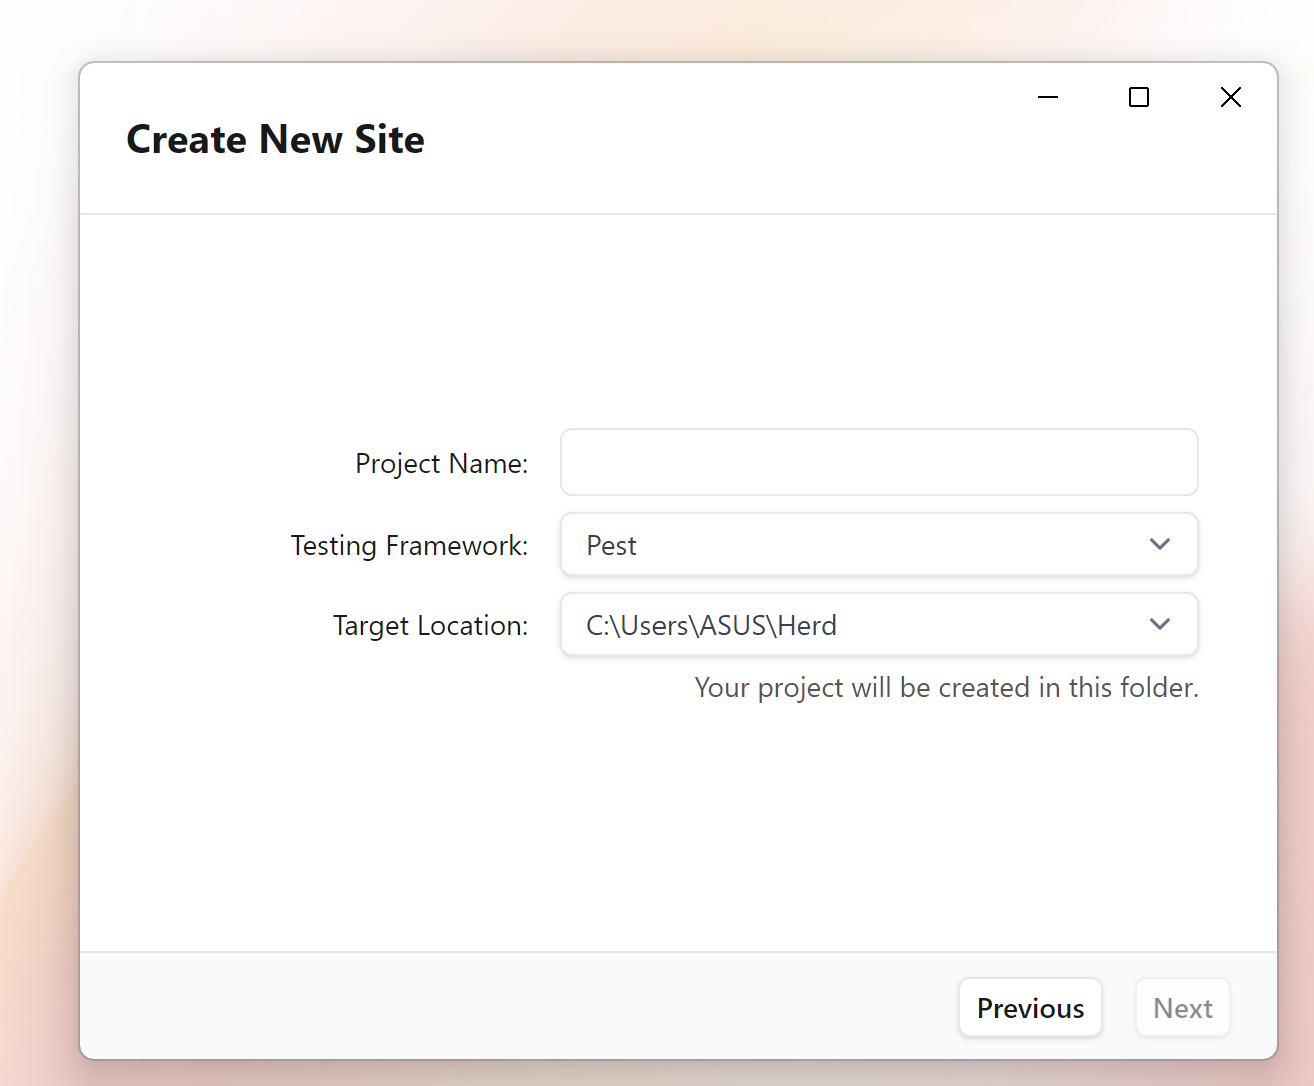 Create New Site
Project Name:
Testing Framework: Pest
Target Location: C:\Users\ASUS\Herd
Your project will be created in this folder.
Previous Next